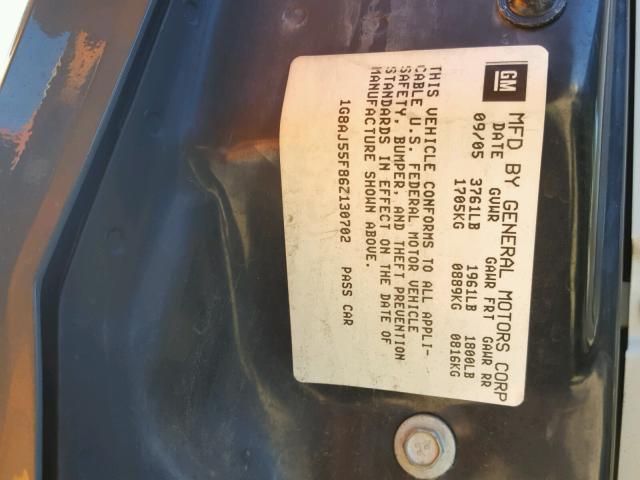 GM
MFD BY GENERAL MOTORS CORP
DATE GVWR GAWR FRT GAWR RR
09/05 3761LB 1961LB 1800LB
1705KG 0889KG 0816KG
THIS VEHICLE CONFORMS TO ALL APPLI-
CABLE U.S. FEDERAL MOTOR VEHICLE
SAFETY, BUMPER, AND THEFT PREVENTION
STANDARDS IN EFFECT ON THE DATE OF
MANUFACTURE SHOWN ABOVE.
1G8AJ55F86Z130702 PASS CAR